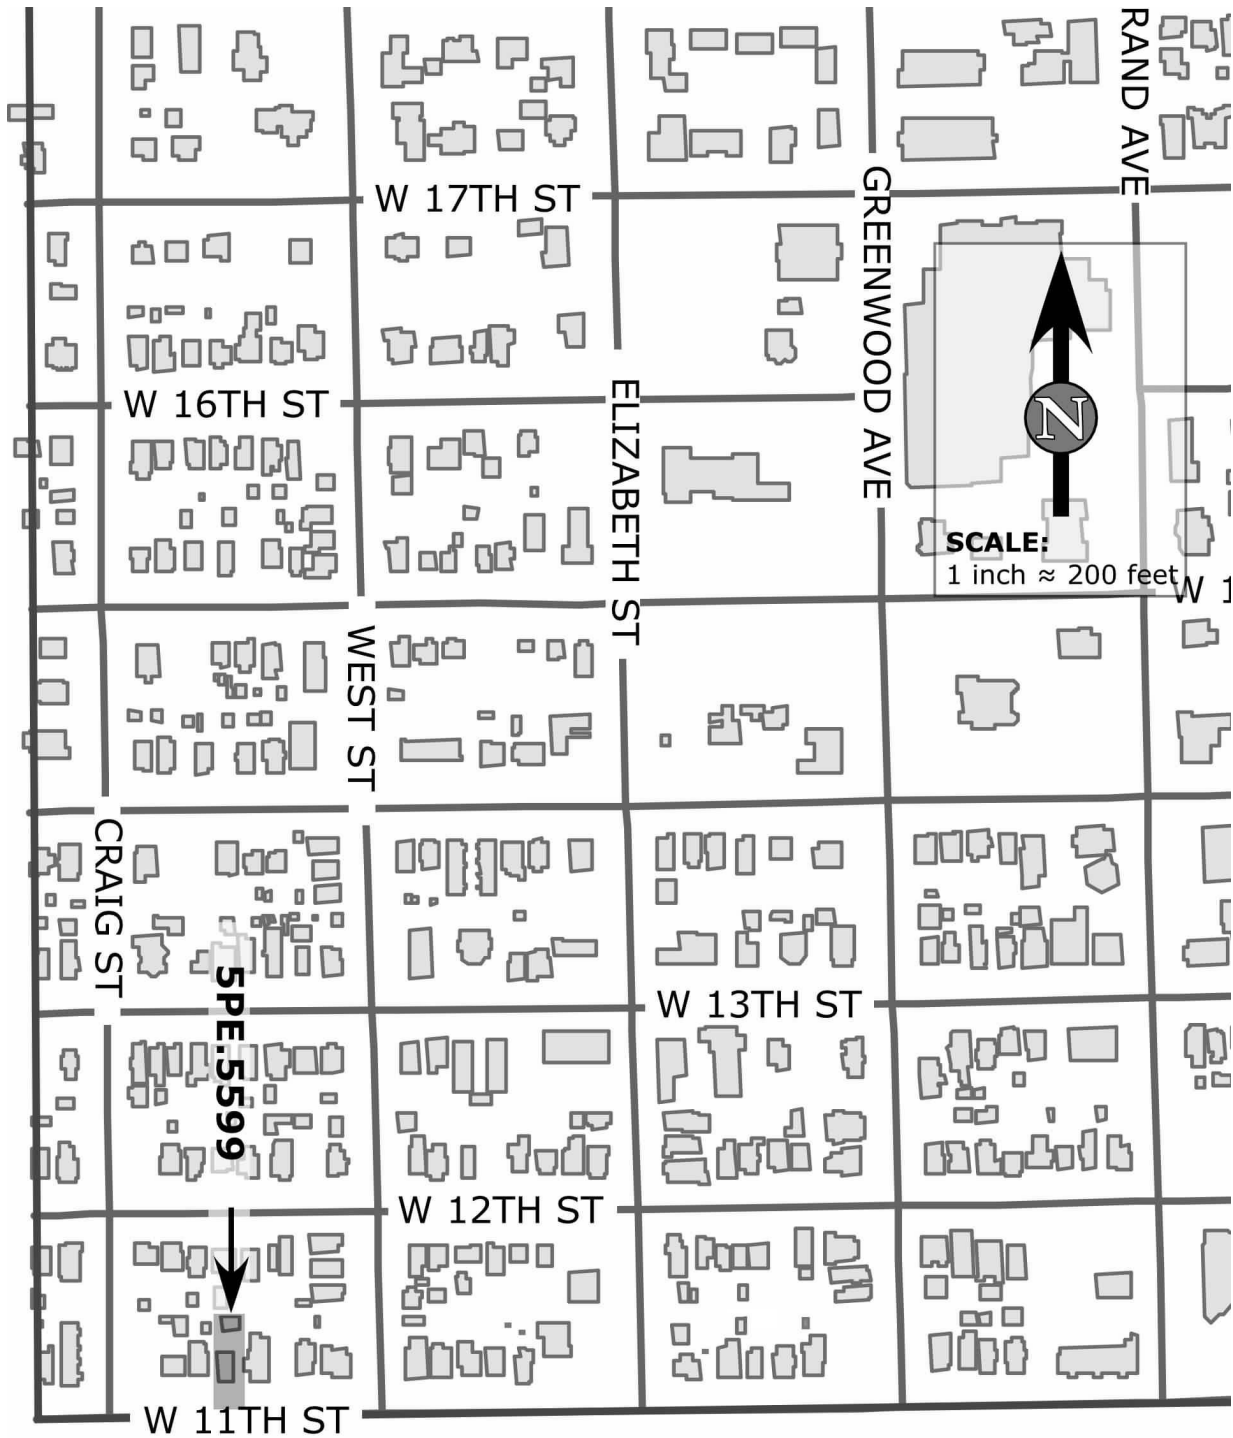 RAND AVE
W 17TH ST
GREENWOOD AVE
W 16TH ST
ELIZABETH ST
N
SCALE:
1 inch ≈ 200 feet
W 1
WEST ST
CRAIG ST
5PE.5599
W 13TH ST
W 12TH ST
W 11TH ST